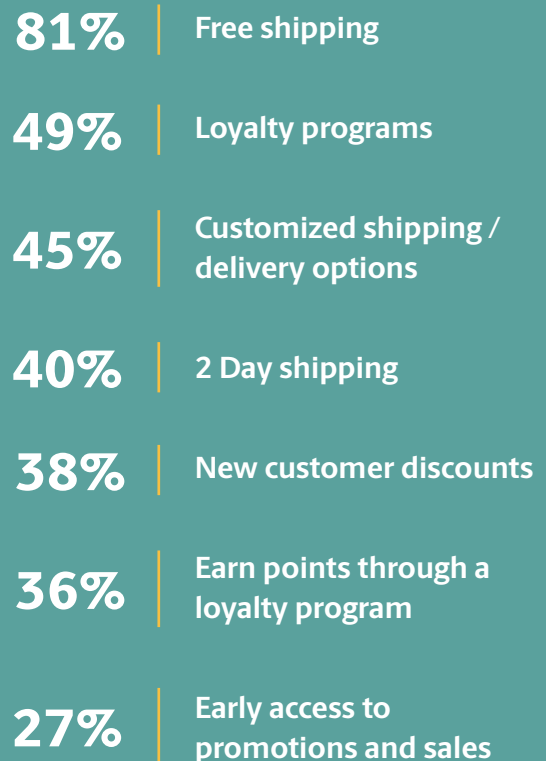 81% Free shipping
49% Loyalty programs
45% Customized shipping /
delivery options
40% 2 Day shipping
38% New customer discounts
36% Earn points through a
loyalty program
27% Early access to
promotions and sales